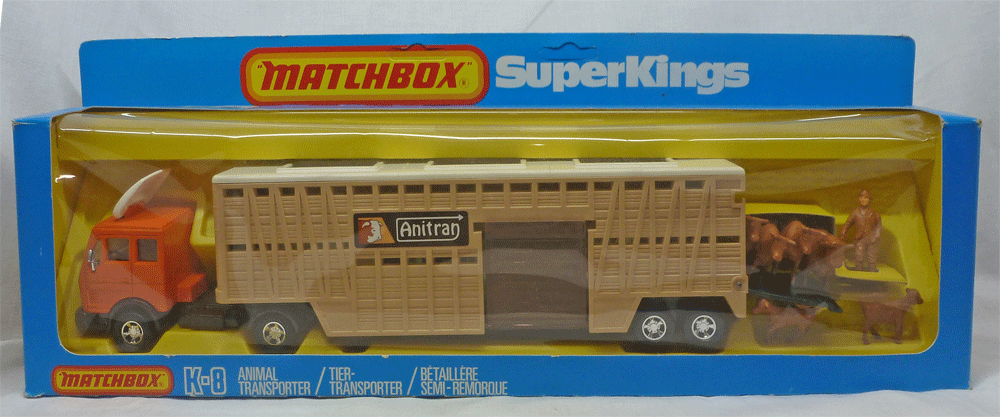 "MATCHBOX"® SuperKings
Anitran
"MATCHBOX"® K-8 ANIMAL / TIER- / BÉTAILLÈRE
TRANSPORTER / TRANSPORTER / SEMI-REMORQUE